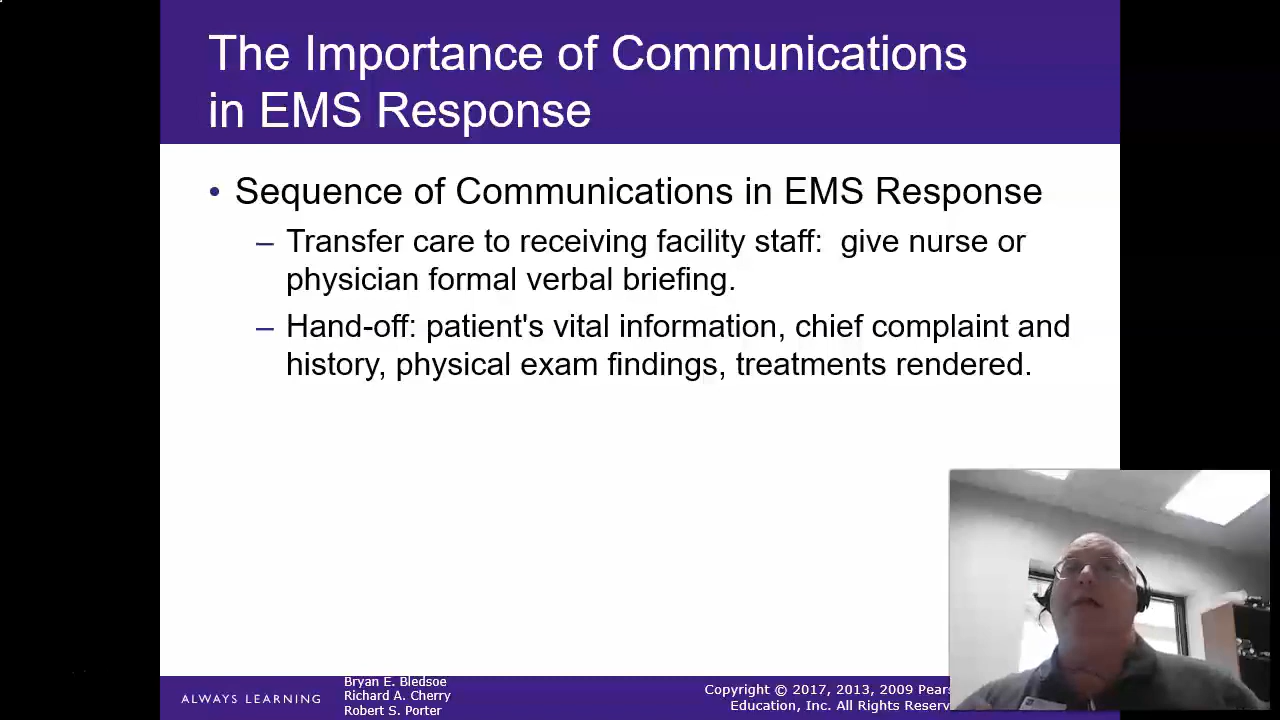 The Importance of Communications
in EMS Response
• Sequence of Communications in EMS Response
– Transfer care to receiving facility staff:  give nurse or
physician formal verbal briefing.
– Hand-off: patient's vital information, chief complaint and
history, physical exam findings, treatments rendered.
ALWAYS LEARNING
Bryan E. Bledsoe
Richard A. Cherry
Robert S. Porter
Copyright © 2017, 2013, 2009
Education, Inc. All Rights